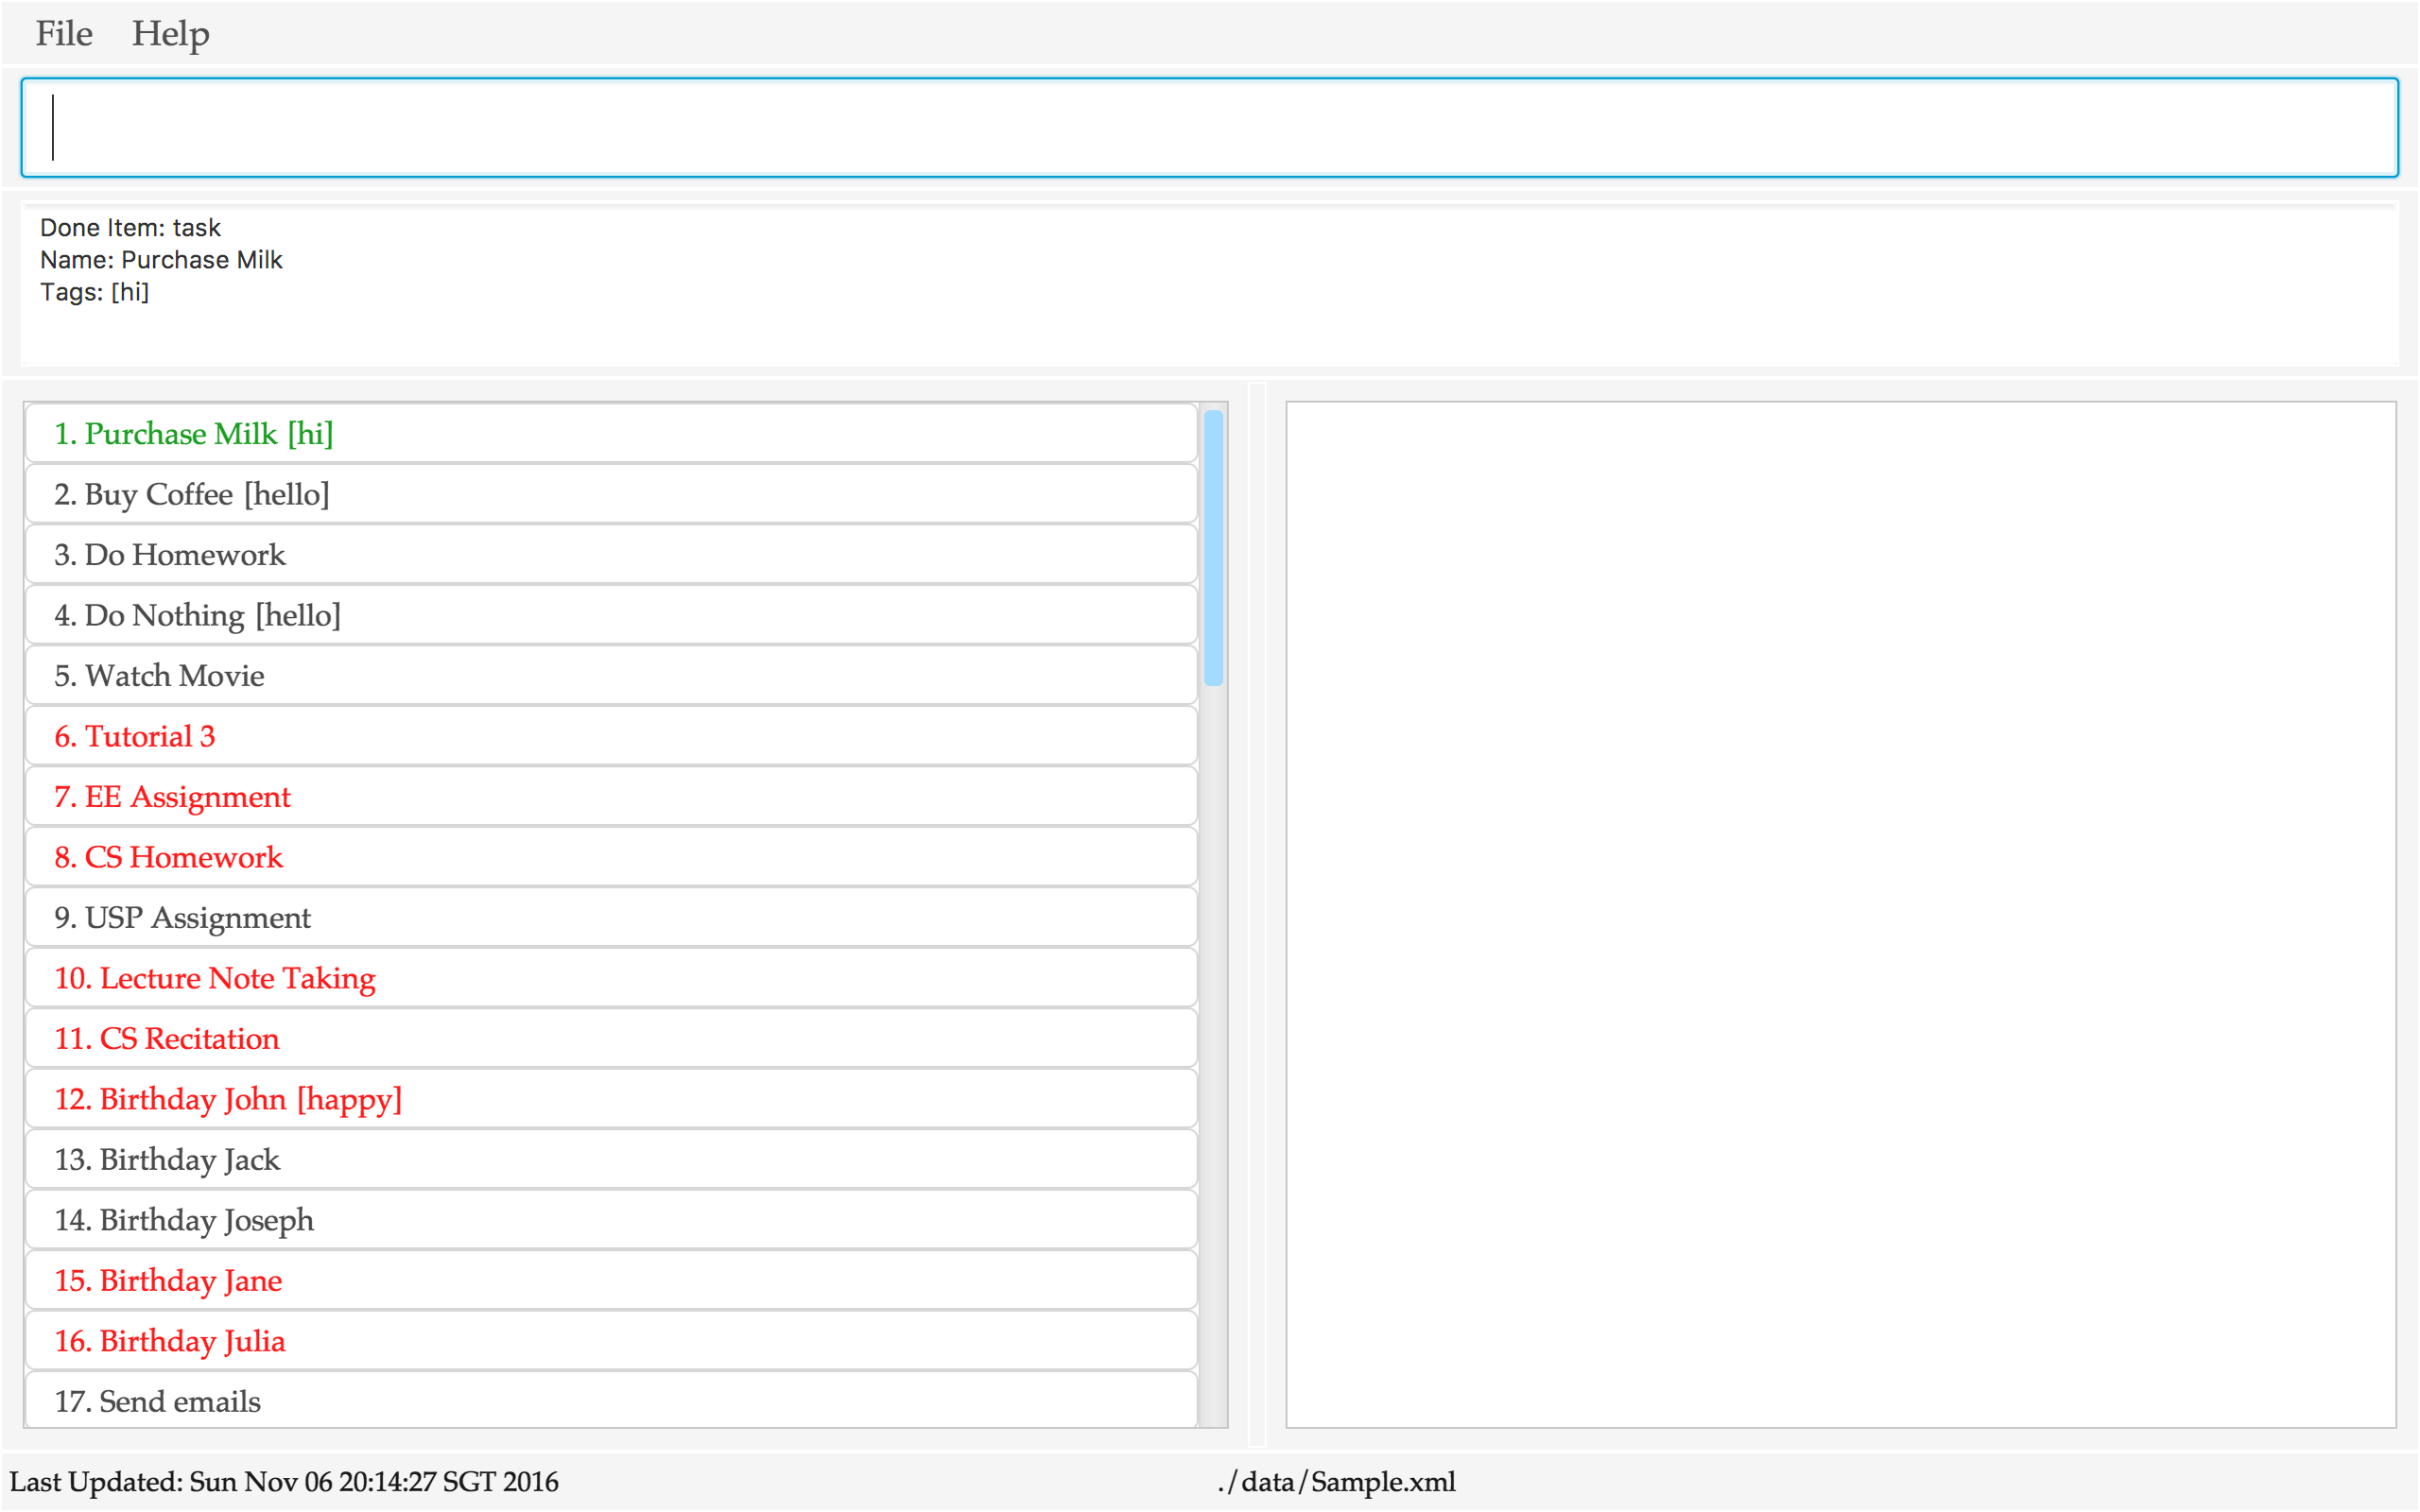 File Help
Done Item: task
Name: Purchase Milk
Tags: [hi]
1. Purchase Milk [hi]
2. Buy Coffee [hello]
3. Do Homework
4. Do Nothing [hello]
5. Watch Movie
6. Tutorial 3
7. EE Assignment
8. CS Homework
9. USP Assignment
10. Lecture Note Taking
11. CS Recitation
12. Birthday John [happy]
13. Birthday Jack
14. Birthday Joseph
15. Birthday Jane
16. Birthday Julia
17. Send emails
Last Updated: Sun Nov 06 20:14:27 SGT 2016 ./data/Sample.xml